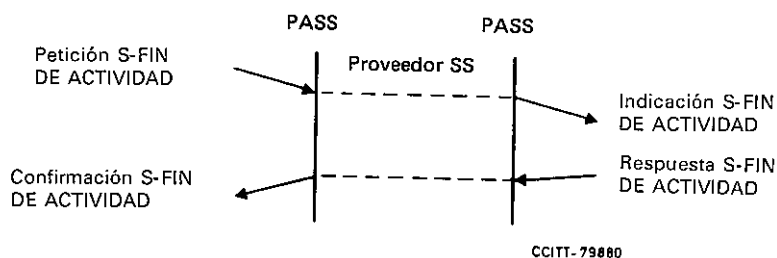 PASS
PASS
Petición S-FIN
DE ACTIVIDAD
Proveedor SS
Indicación S-FIN
DE ACTIVIDAD
Confirmación S-FIN
DE ACTIVIDAD
Respuesta S-FIN
DE ACTIVIDAD
CCITT-79880